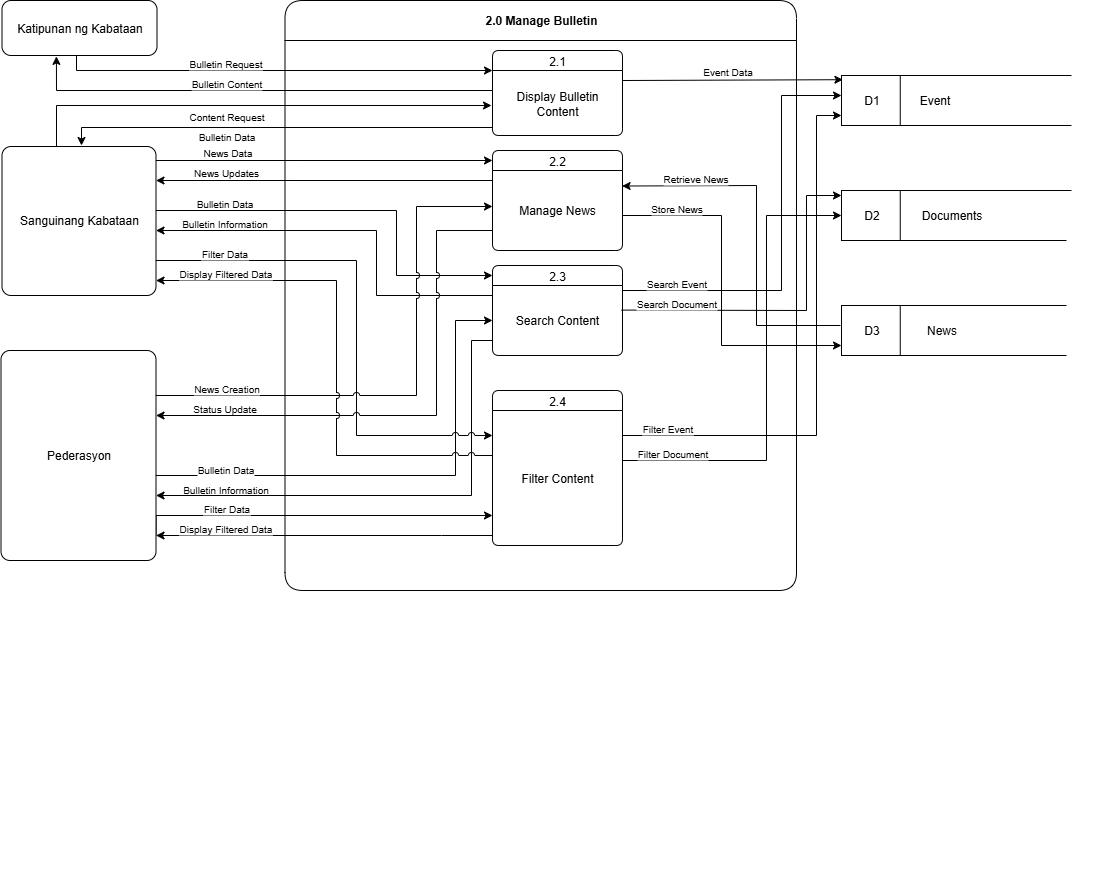 2.0 Manage Bulletin
Katipunan ng Kabataan
Bulletin Request
Bulletin Content
Content Request
Bulletin Data
2.1
Display Bulletin
Content
Event Data
D1
Event
Sanguinang Kabataan
News Data
News Updates
Bulletin Data
Bulletin Information
Filter Data
Display Filtered Data
2.2
Manage News
Retrieve News
Store News
D2
Documents
2.3
Search Content
Search Event
Search Document
D3
News
Pederasyon
News Creation
Status Update
Bulletin Data
Bulletin Information
Filter Data
Display Filtered Data
2.4
Filter Content
Filter Event
Filter Document